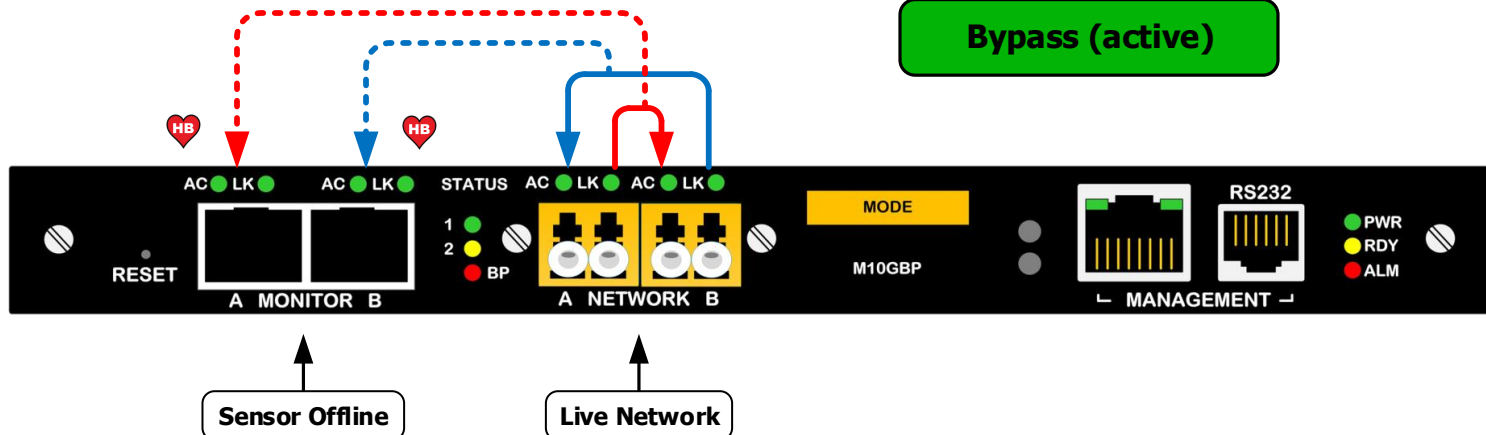 Bypass (active)
HB
HB
AC LK
AC LK
STATUS
AC LK
AC LK
RS232
MODE
1
2
BP
PWR
RDY
ALM
RESET
M10GBP
A MONITOR B
A NETWORK B
MANAGEMENT
Sensor Offline
Live Network